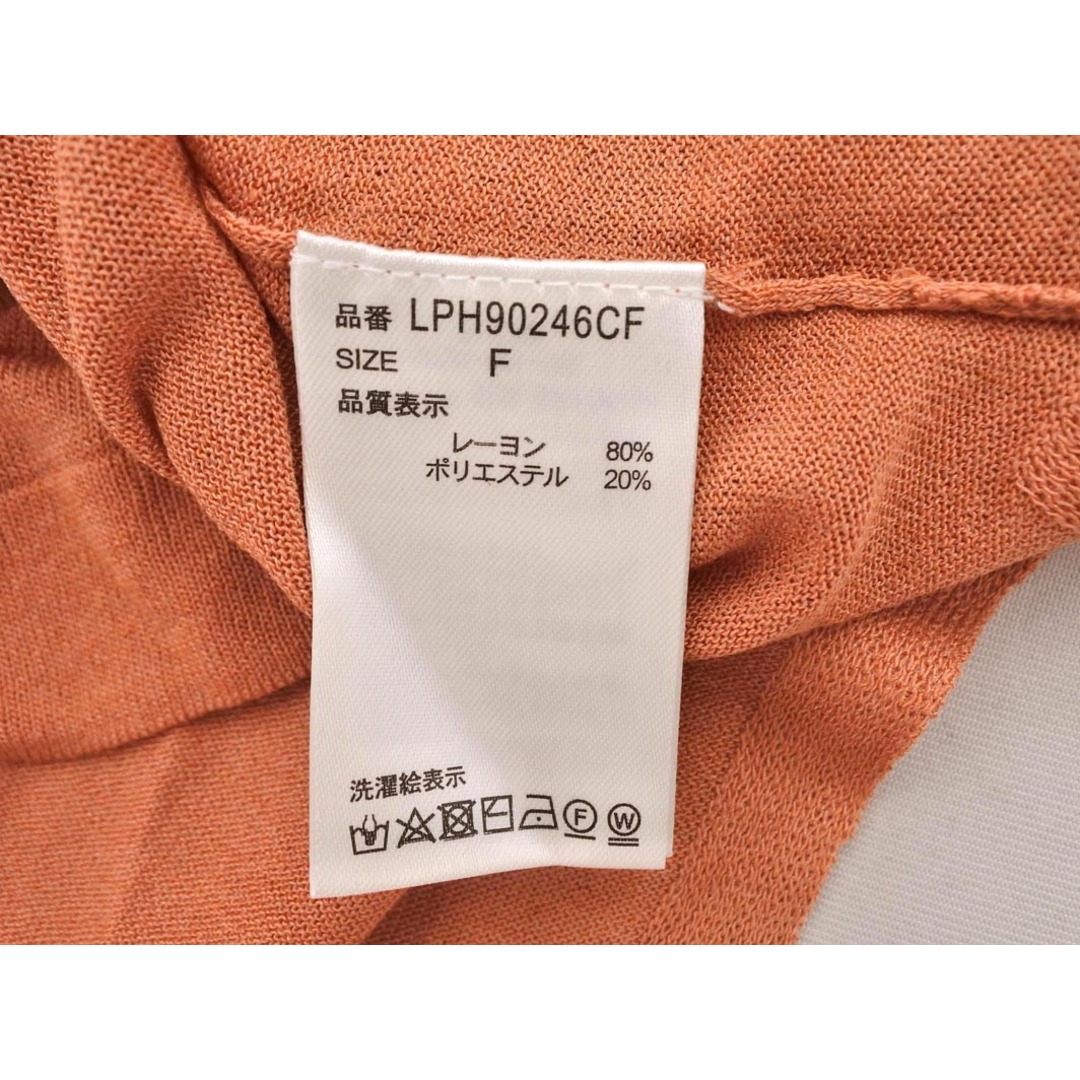 品番 LPH90246CF
SIZE F
品質表示
レーヨン 80%
ポリエステル 20%
洗濯絵表示
F W